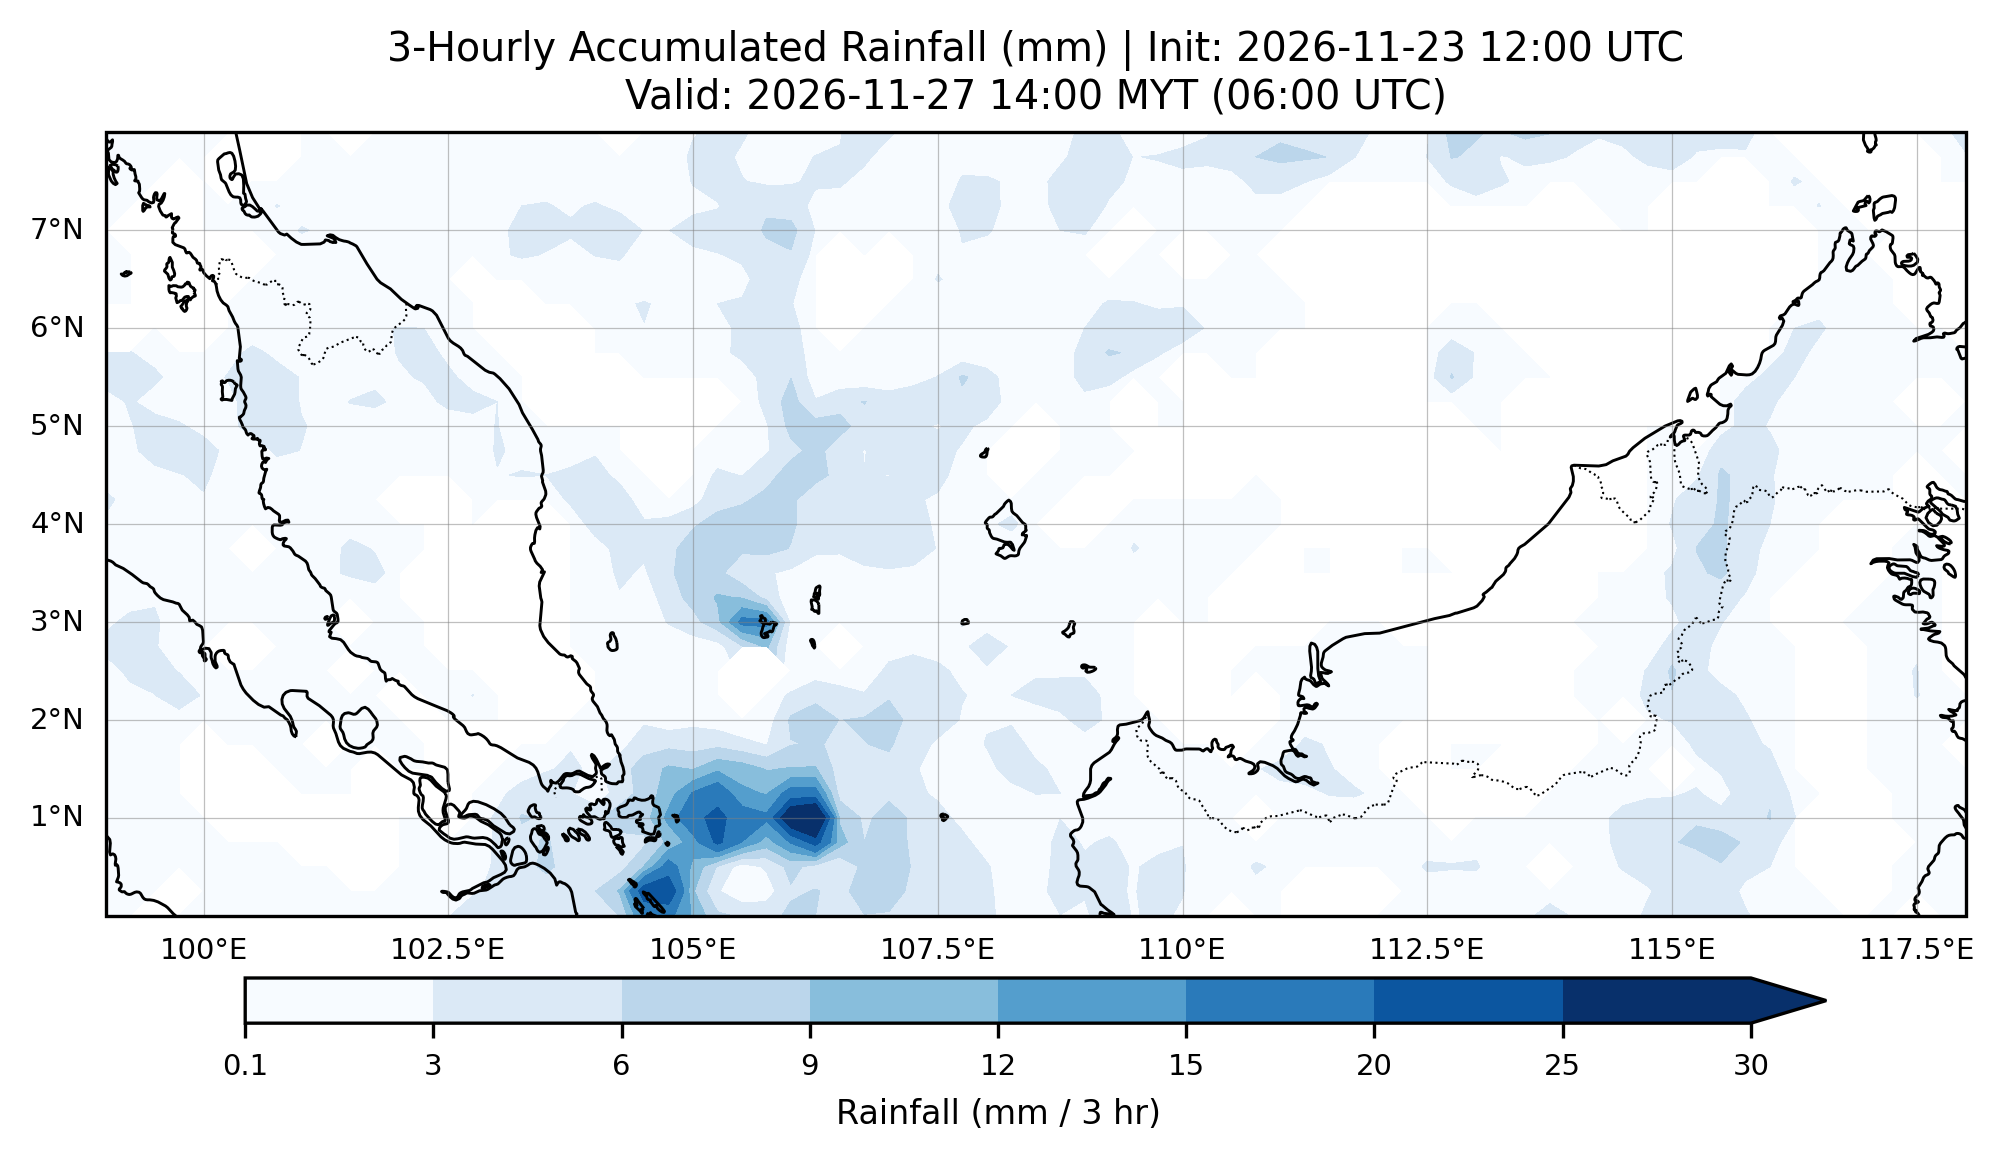 3-Hourly Accumulated Rainfall (mm) | Init: 2026-11-23 12:00 UTC
Valid: 2026-11-27 14:00 MYT (06:00 UTC)
7°N
6°N
5°N
4°N
3°N
2°N
1°N
100°E 102.5°E 105°E 107.5°E 110°E 112.5°E 115°E 117.5°E
0.1 3 6 9 12 15 20 25 30
Rainfall (mm / 3 hr)